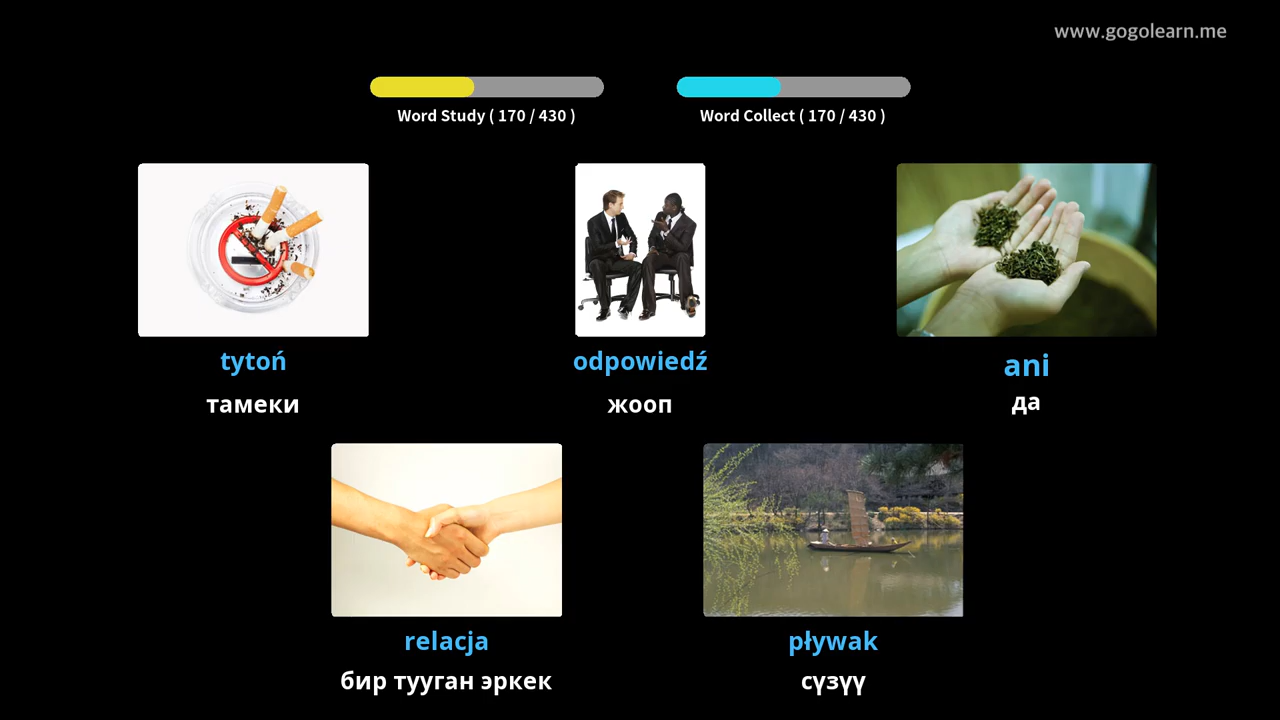 www.gogolearn.me
Word Study ( 170 / 430 )
Word Collect ( 170 / 430 )
tytoń
odpowiedź
ani
тамеки
жооп
да
relacja
pływak
бир тууган эркек
сүзүү